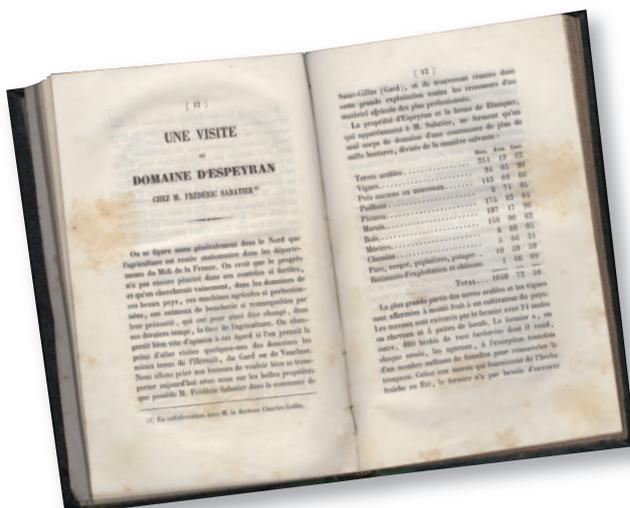 ( 12 )
UNE VISITE
AU
DOMAINE D'ESPEYRAN
CHEZ M. FRÉDÉRIC SABATIER
On se figure assez généralement dans le Nord que
l'agriculture est restée stationnaire dans les départe-
ments du Midi de la France. On croit que le progrès
n'a pas encore pénétré dans ces contrées si fertiles,
et qu'on chercherait vainement, dans les domaines de
ces beaux pays, ces machines agricoles si perfection-
nées, ces animaux de boucherie si remarquables par
leur précocité, qui ont pour ainsi dire changé, dans
ces derniers temps, la face de l'agriculture. On chan-
gerait bien vite d'opinion à cet égard si l'on prenait la
peine d'aller visiter quelques-uns des domaines les
mieux tenus de l'Hérault, du Gard ou de Vaucluse.
Nous allons prier nos lecteurs de vouloir bien se trans-
porter aujourd'hui avec nous sur les belles propriétés
que possède M. Frédéric Sabatier dans la commune de
(1) En collaboration avec M. le docteur Charles
( 13 )
Saint-Gilles (Gard), et ils trouveront réunies dans
cette grande exploitation toutes les ressources d'un
matériel agricole des plus perfectionnés.
La propriété d'Espeyran et la ferme de
qui appartiennent à M. Sabatier, ne forment qu'un
seul corps de domaine d'une contenance de plus de
mille hectares, divisés de la manière suivante :
Hect. Ares Cent.
Terres arables 251
Vignes 94
Prés anciens ou nouveaux
Pâtures
Marais
Bois
Chemins
Parc, verger, pépinières, potager
Bâtiments d'exploitation et château
TOTAL 1050 72 58
La plus grande partie des terres arables et les vignes
sont affermées à moitié fruit à un cultivateur du pays.
Les travaux sont exécutés par le fermier avec 24 mules
ou chevaux et 5 paires de bœufs. Le fermier a, en
outre, 800 brebis de race dont il vend,
chaque année, les agneaux, à l'exception toutefois
d'un nombre suffisant de femelles pour renouveler le
troupeau. Grâce aux marais qui fournissent de l'herbe
fraîche en Été, le fermier n'a pas besoin d'envoyer